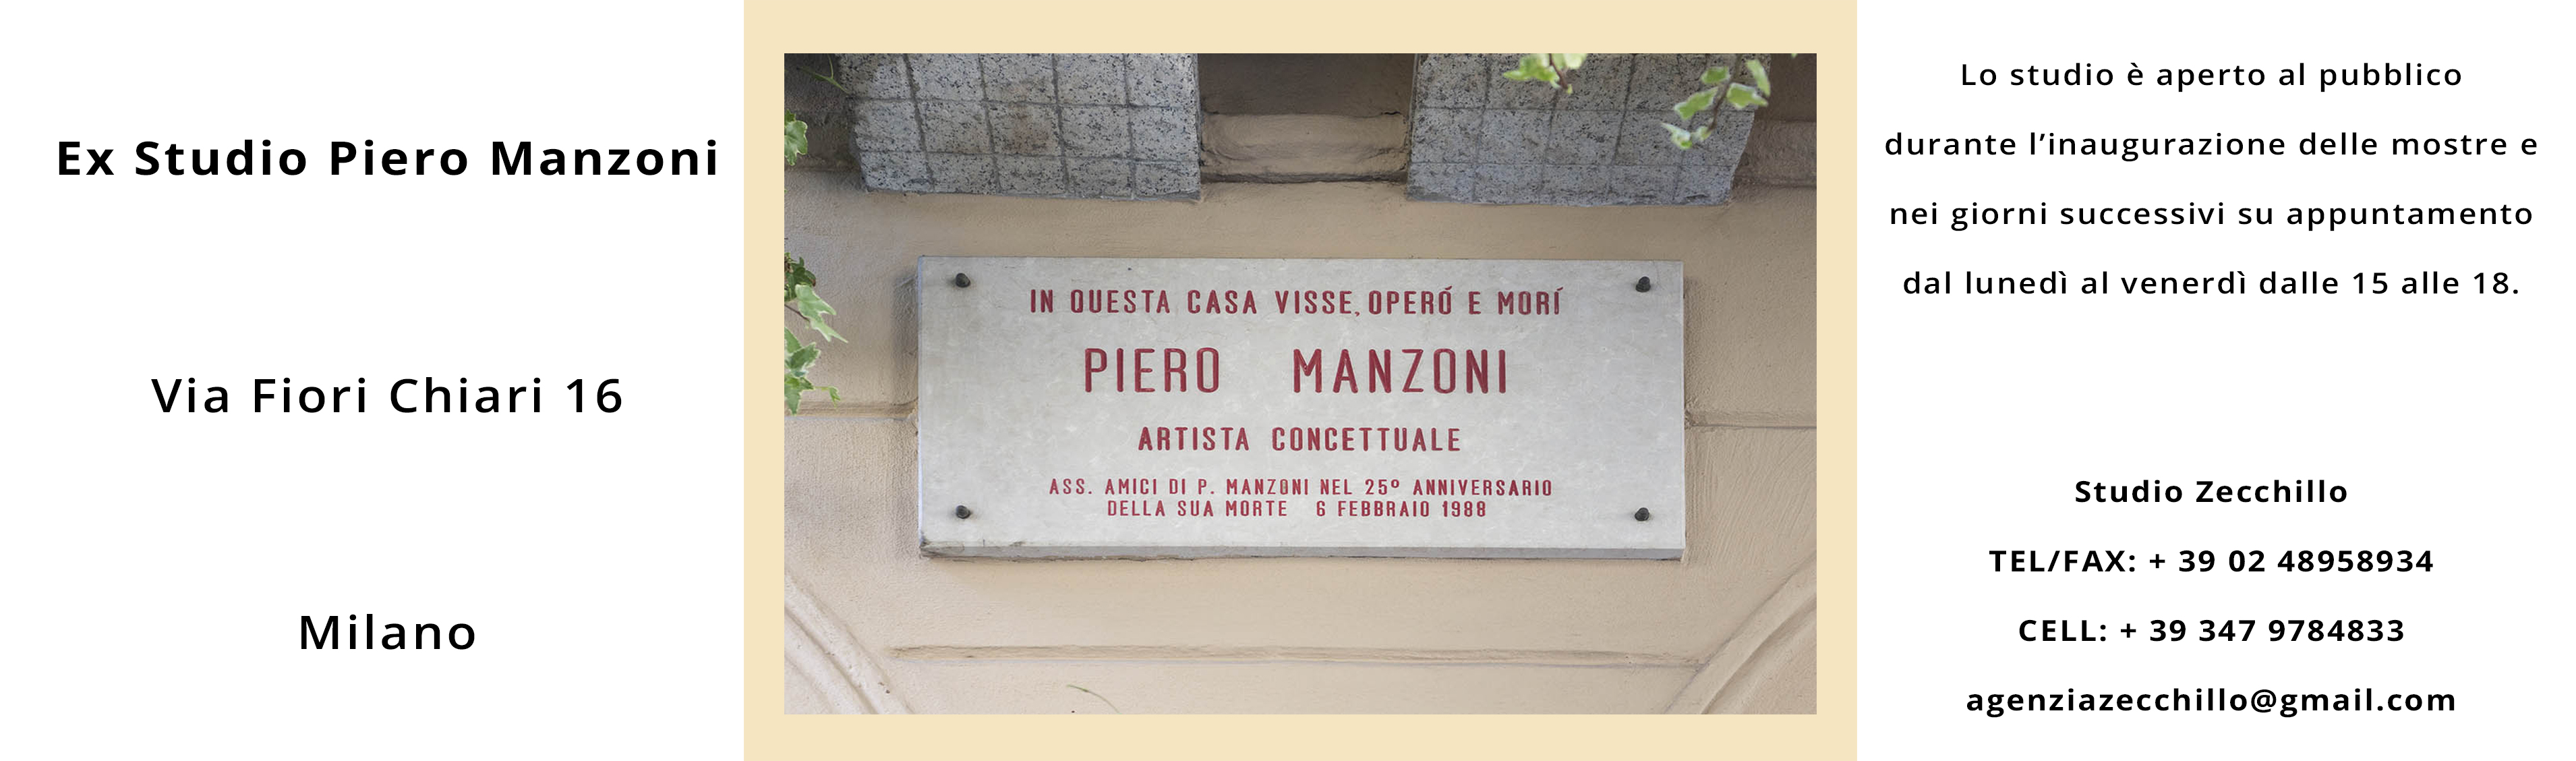 Ex Studio Piero Manzoni
Via Fiori Chiari 16
Milano
IN QUESTA CASA VISSE, OPERÓ E MORÍ
PIERO MANZONI
ARTISTA CONCETTUALE
ASS. AMICI DI P. MANZONI NEL 25º ANNIVERSARIO
DELLA SUA MORTE 6 FEBBRAIO 1988
Lo studio è aperto al pubblico
durante l’inaugurazione delle mostre e
nei giorni successivi su appuntamento
dal lunedì al venerdì dalle 15 alle 18.
Studio Zecchillo
TEL/FAX: + 39 02 48958934
CELL: + 39 347 9784833
agenziazecchillo@gmail.com